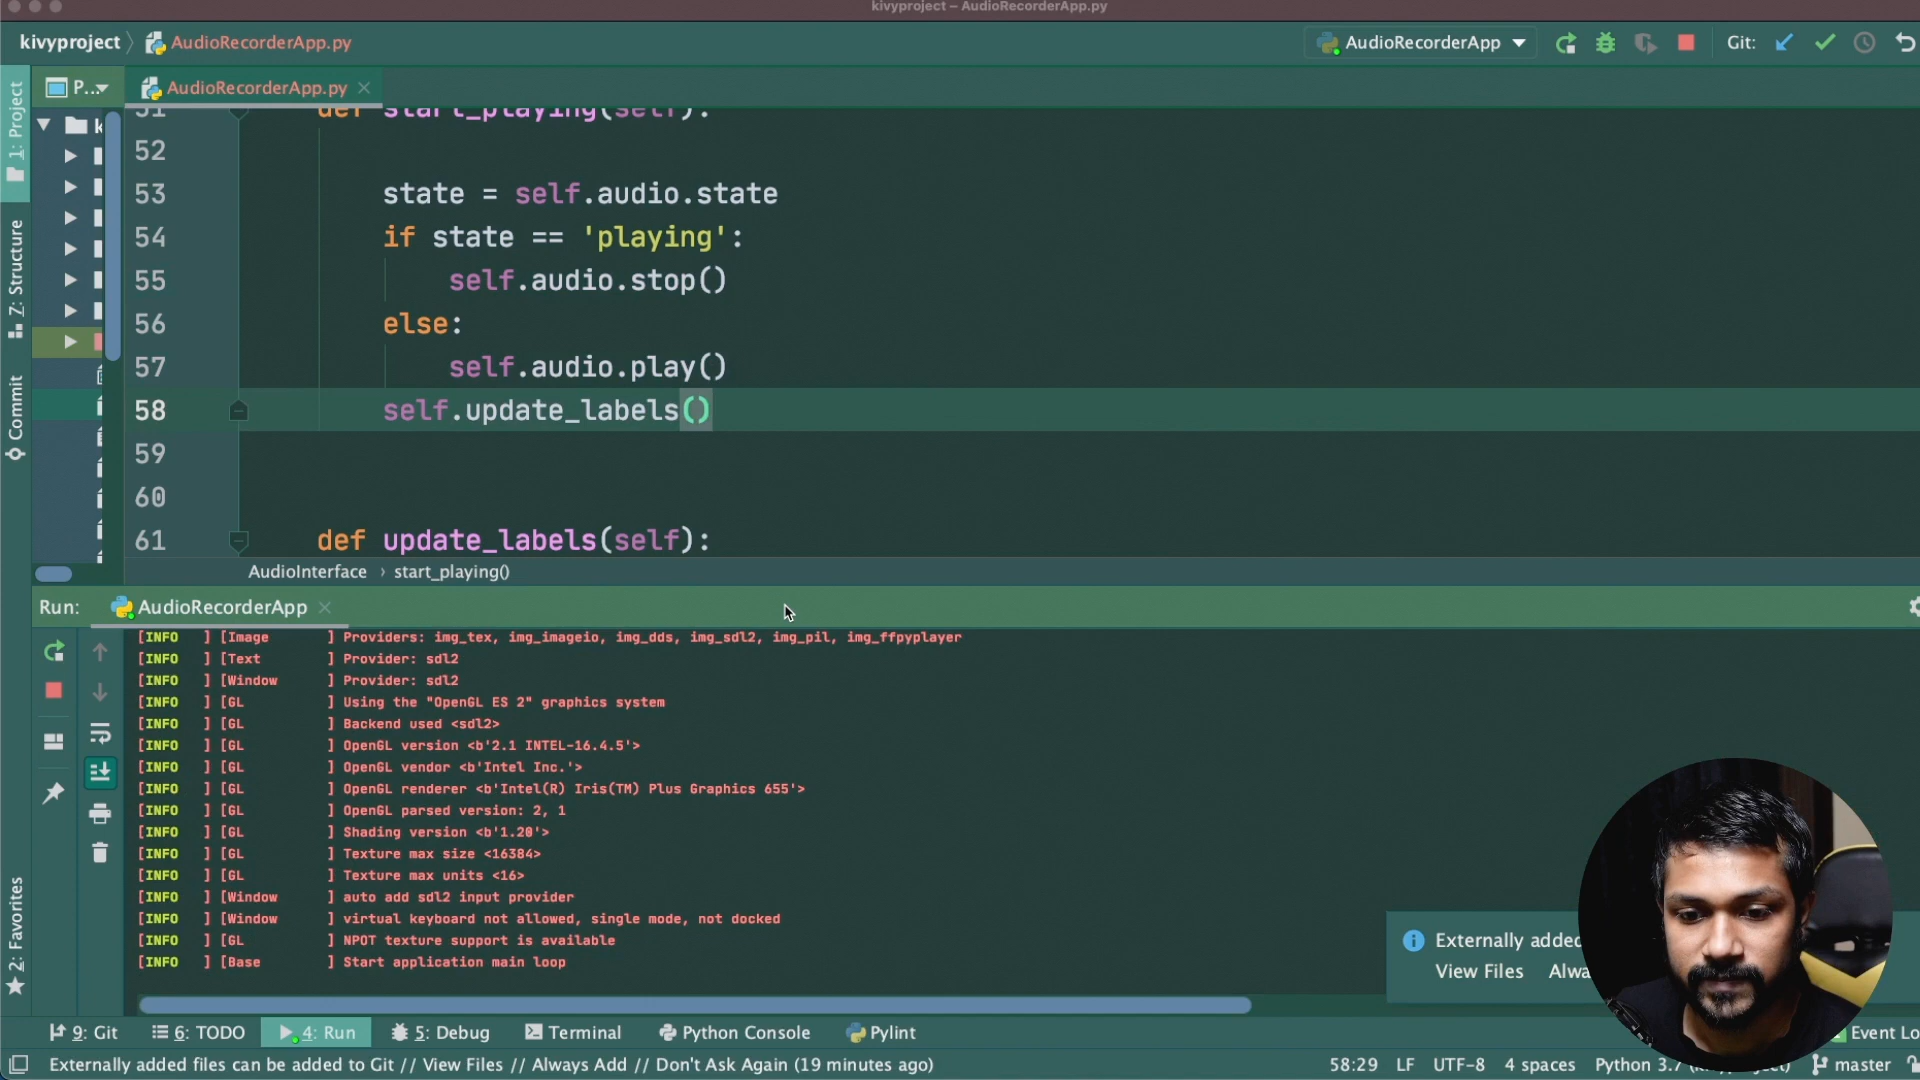 kivyproject – AudioRecorderApp.py
kivyproject AudioRecorderApp.py
AudioRecorderApp
Git:
P...
AudioRecorderApp.py
51 def start_playing(self):
52
53 state = self.audio.state
54 if state == 'playing':
55 self.audio.stop()
56 else:
57 self.audio.play()
58 self.update_labels()
59
60
61 def update_labels(self):
AudioInterface › start_playing()
1: Project
Z: Structure
Commit
2: Favorites
Run: AudioRecorderApp
[INFO ] [Image ] Providers: img_tex, img_imageio, img_dds, img_sdl2, img_pil, img_ffpyplayer
[INFO ] [Text ] Provider: sdl2
[INFO ] [Window ] Provider: sdl2
[INFO ] [GL ] Using the "OpenGL ES 2" graphics system
[INFO ] [GL ] Backend used <sdl2>
[INFO ] [GL ] OpenGL version <b'2.1 INTEL-16.4.5'>
[INFO ] [GL ] OpenGL vendor <b'Intel Inc.'>
[INFO ] [GL ] OpenGL renderer <b'Intel(R) Iris(TM) Plus Graphics 655'>
[INFO ] [GL ] OpenGL parsed version: 2, 1
[INFO ] [GL ] Shading version <b'1.20'>
[INFO ] [GL ] Texture max size <16384>
[INFO ] [GL ] Texture max units <16>
[INFO ] [Window ] auto add sdl2 input provider
[INFO ] [Window ] virtual keyboard not allowed, single mode, not docked
[INFO ] [GL ] NPOT texture support is available
[INFO ] [Base ] Start application main loop
Externally added
View Files Alwa
9: Git 6: TODO 4: Run 5: Debug Terminal Python Console Pylint Event Lo
Externally added files can be added to Git // View Files // Always Add // Don't Ask Again (19 minutes ago) 58:29 LF UTF-8 4 spaces Python 3.7 master